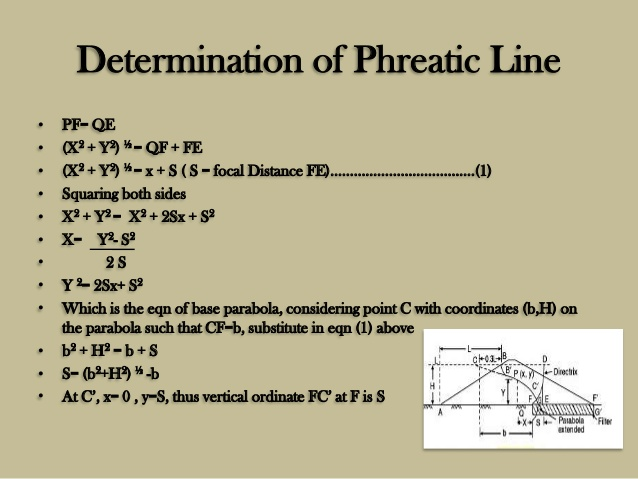 Determination of Phreatic Line
• PF= QE
• (X² + Y²) ½ = QF + FE
• (X² + Y²) ½ = x + S ( S = focal Distance FE).....................................(1)
• Squaring both sides
• X² + Y² = X² + 2Sx + S²
• X= Y²- S²
• 2 S
• Y ²= 2Sx+ S²
• Which is the eqn of base parabola, considering point C with coordinates (b,H) on
the parabola such that CF=b, substitute in eqn (1) above
• b² + H² = b + S
• S= (b²+H²) ½ -b
• At C’, x= 0 , y=S, thus vertical ordinate FC’ at F is S
L
L C 0.3L B D
B' P (x, y) Directrix
H Y C'
F E F'
A Q G'
X S Parabola extended Filter
b